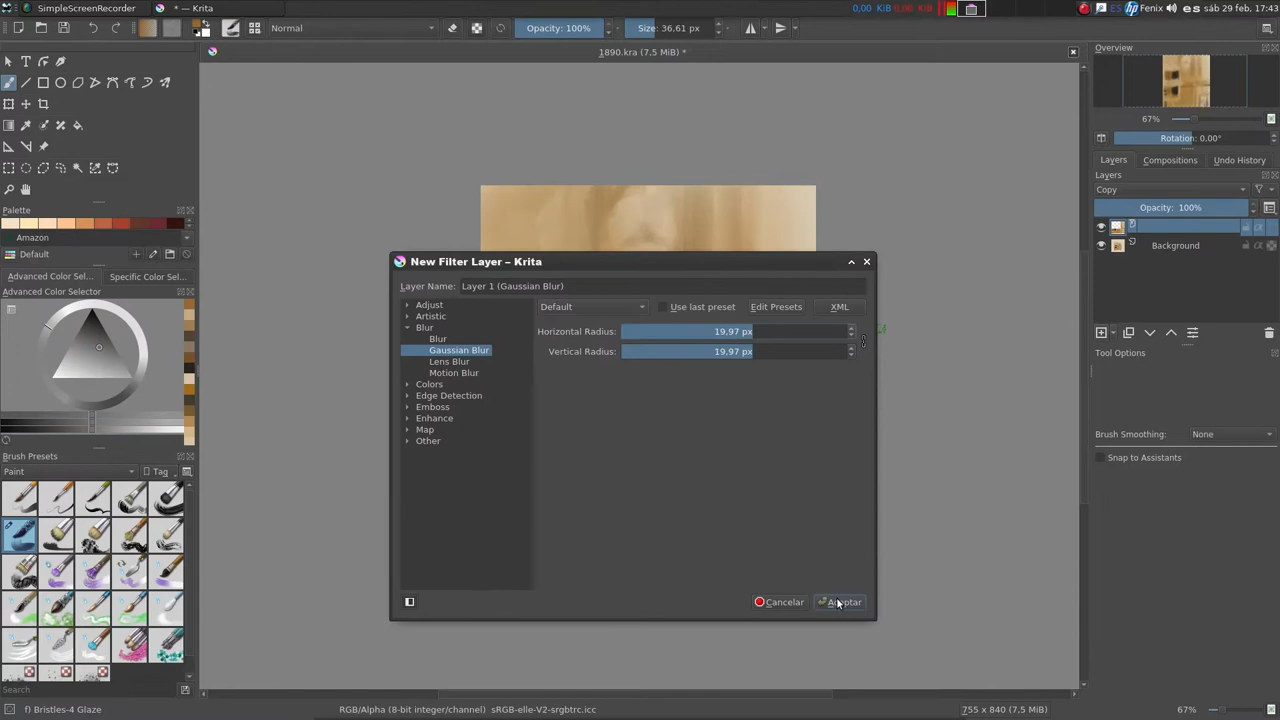 SimpleScreenRecorder
* — Krita
0,00 KiB 0,00 KiB
ES
Fenix
es sáb 29 feb, 17:43
Normal
Opacity: 100%
Size: 36,61 px
1890.kra (7,5 MiB) *
Overview
67%
Rotation: 0,00°
Layers
Compositions
Undo History
Layers
Copy
Opacity: 100%
Background
Tool Options
Brush Smoothing: None
Snap to Assistants
Palette
Amazon
Default
Advanced Color Sel...
Specific Color Selec...
Advanced Color Selector
Brush Presets
Paint
Tag
Search
New Filter Layer – Krita
Layer Name: Layer 1 (Gaussian Blur)
Adjust
Artistic
Blur
Blur
Gaussian Blur
Lens Blur
Motion Blur
Colors
Edge Detection
Emboss
Enhance
Map
Other
Default
Use last preset
Edit Presets
XML
Horizontal Radius: 19,97 px
Vertical Radius: 19,97 px
Cancelar
Aceptar
f) Bristles-4 Glaze
RGB/Alpha (8-bit integer/channel) sRGB-elle-V2-srgbtrc.icc
755 x 840 (7,5 MiB)
67%